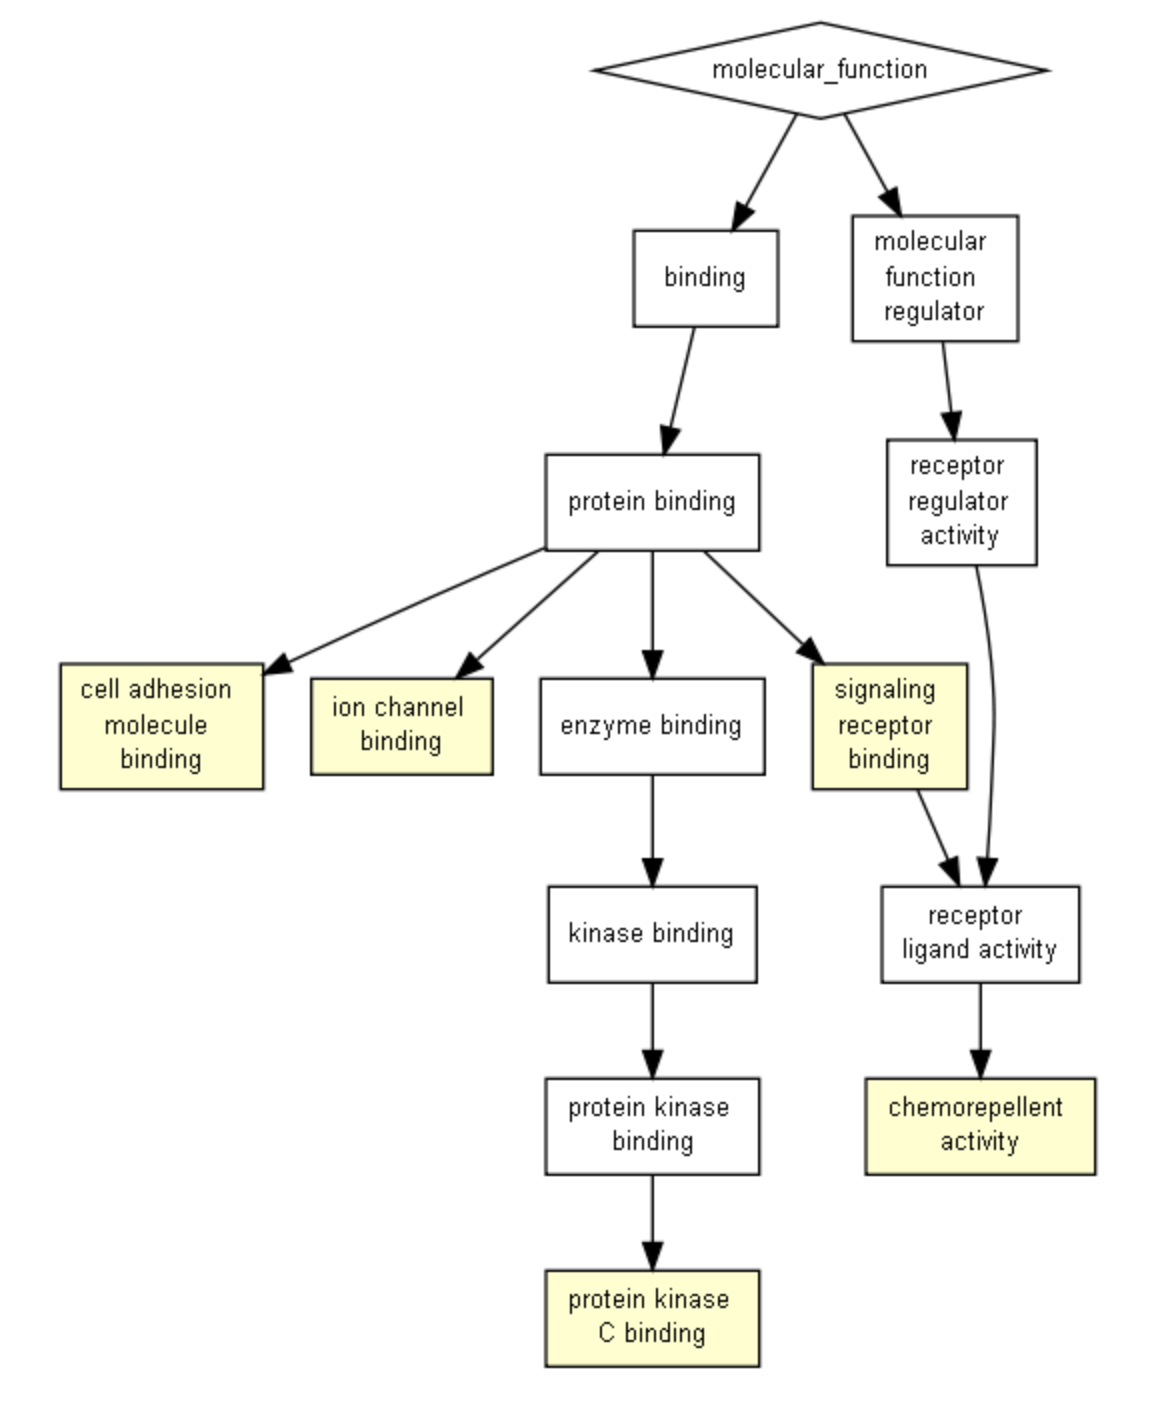 molecular_function
binding
molecular
function
regulator
protein binding
receptor
regulator
activity
cell adhesion
molecule
binding
ion channel
binding
enzyme binding
signaling
receptor
binding
kinase binding
receptor
ligand activity
protein kinase
binding
chemorepellent
activity
protein kinase
C binding